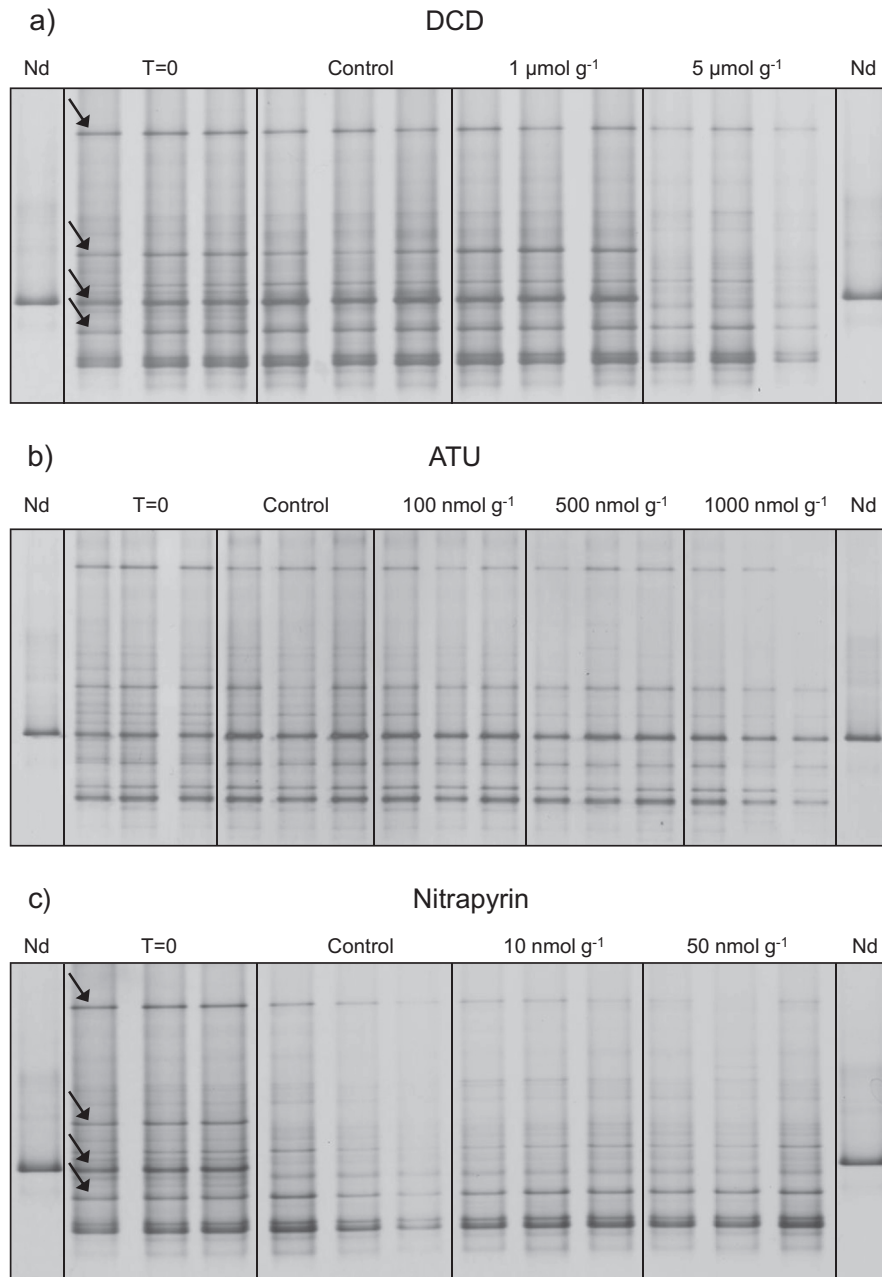 a) DCD
Nd T=0 Control 1 µmol g⁻¹ 5 µmol g⁻¹ Nd
b) ATU
Nd T=0 Control 100 nmol g⁻¹ 500 nmol g⁻¹ 1000 nmol g⁻¹ Nd
c) Nitrapyrin
Nd T=0 Control 10 nmol g⁻¹ 50 nmol g⁻¹ Nd